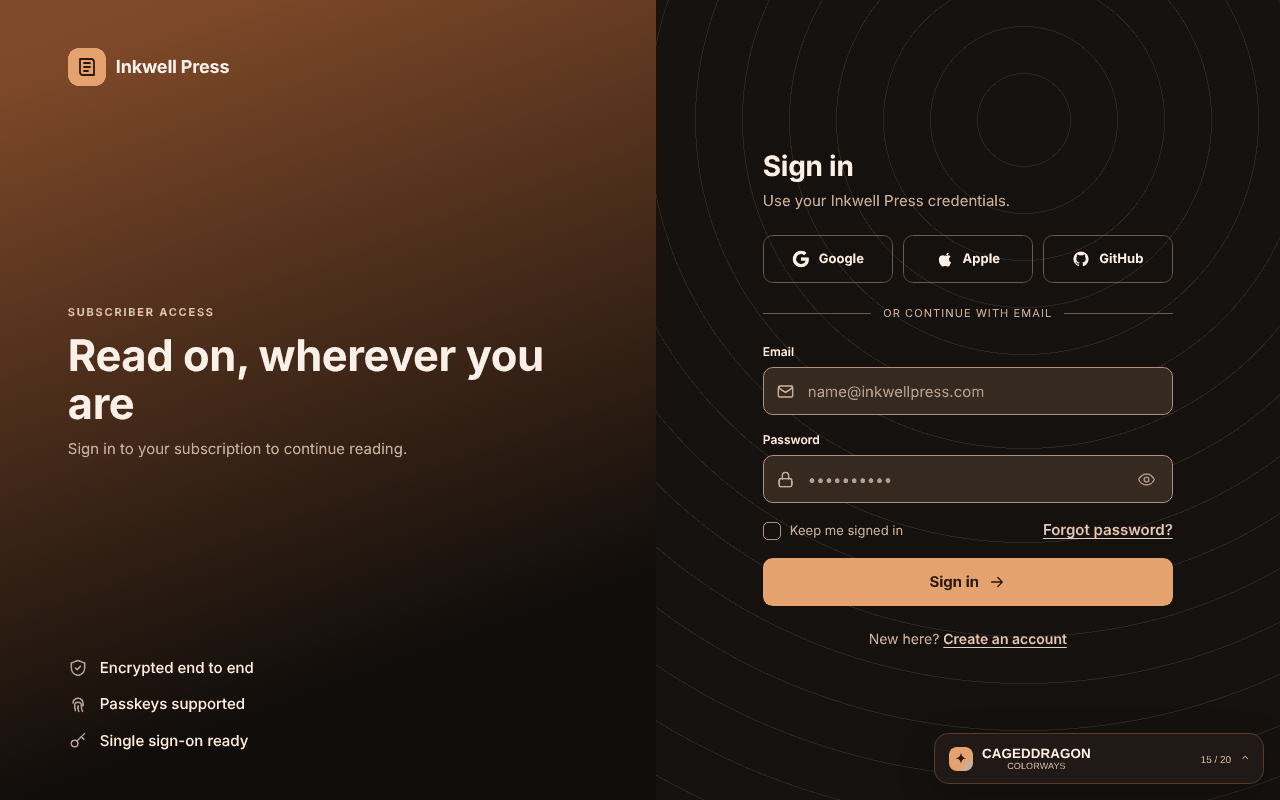 Inkwell Press
SUBSCRIBER ACCESS
Read on, wherever you
are
Sign in to your subscription to continue reading.
Encrypted end to end
Passkeys supported
Single sign-on ready
Sign in
Use your Inkwell Press credentials.
Google Apple GitHub
OR CONTINUE WITH EMAIL
Email
name@inkwellpress.com
Password
••••••••••
Keep me signed in Forgot password?
Sign in →
New here? Create an account
CAGEDDRAGON
COLORWAYS
15 / 20